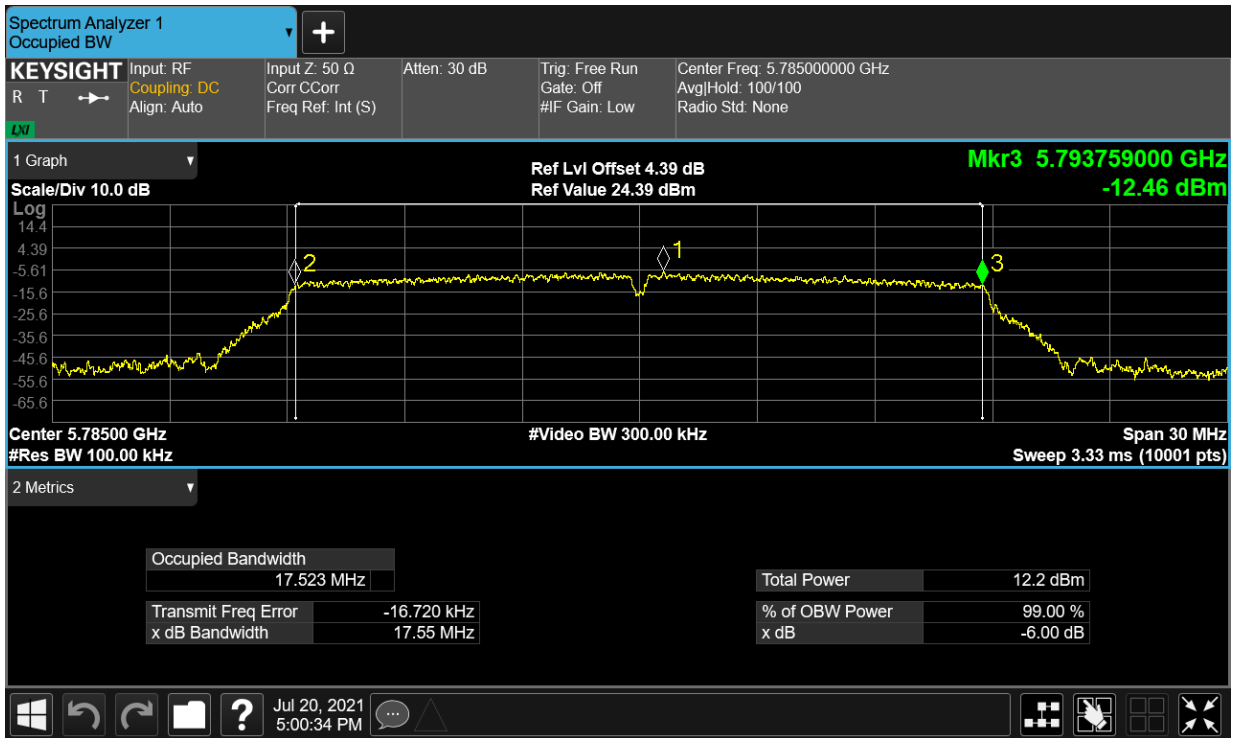 Spectrum Analyzer 1
Occupied BW
KEYSIGHT
R T
LXI
Input: RF
Coupling: DC
Align: Auto
Input Z: 50 Ω
Corr CCorr
Freq Ref: Int (S)
Atten: 30 dB
Trig: Free Run
Gate: Off
#IF Gain: Low
Center Freq: 5.785000000 GHz
Avg|Hold: 100/100
Radio Std: None
1 Graph
Scale/Div 10.0 dB
Ref Lvl Offset 4.39 dB
Ref Value 24.39 dBm
Mkr3 5.793759000 GHz
-12.46 dBm
Log
14.4
4.39
-5.61
-15.6
-25.6
-35.6
-45.6
-55.6
-65.6
2
1
3
Center 5.78500 GHz
#Video BW 300.00 kHz
Span 30 MHz
#Res BW 100.00 kHz
Sweep 3.33 ms (10001 pts)
2 Metrics
Occupied Bandwidth
17.523 MHz
Transmit Freq Error -16.720 kHz
x dB Bandwidth 17.55 MHz
Total Power 12.2 dBm
% of OBW Power 99.00 %
x dB -6.00 dB
?
Jul 20, 2021
5:00:34 PM